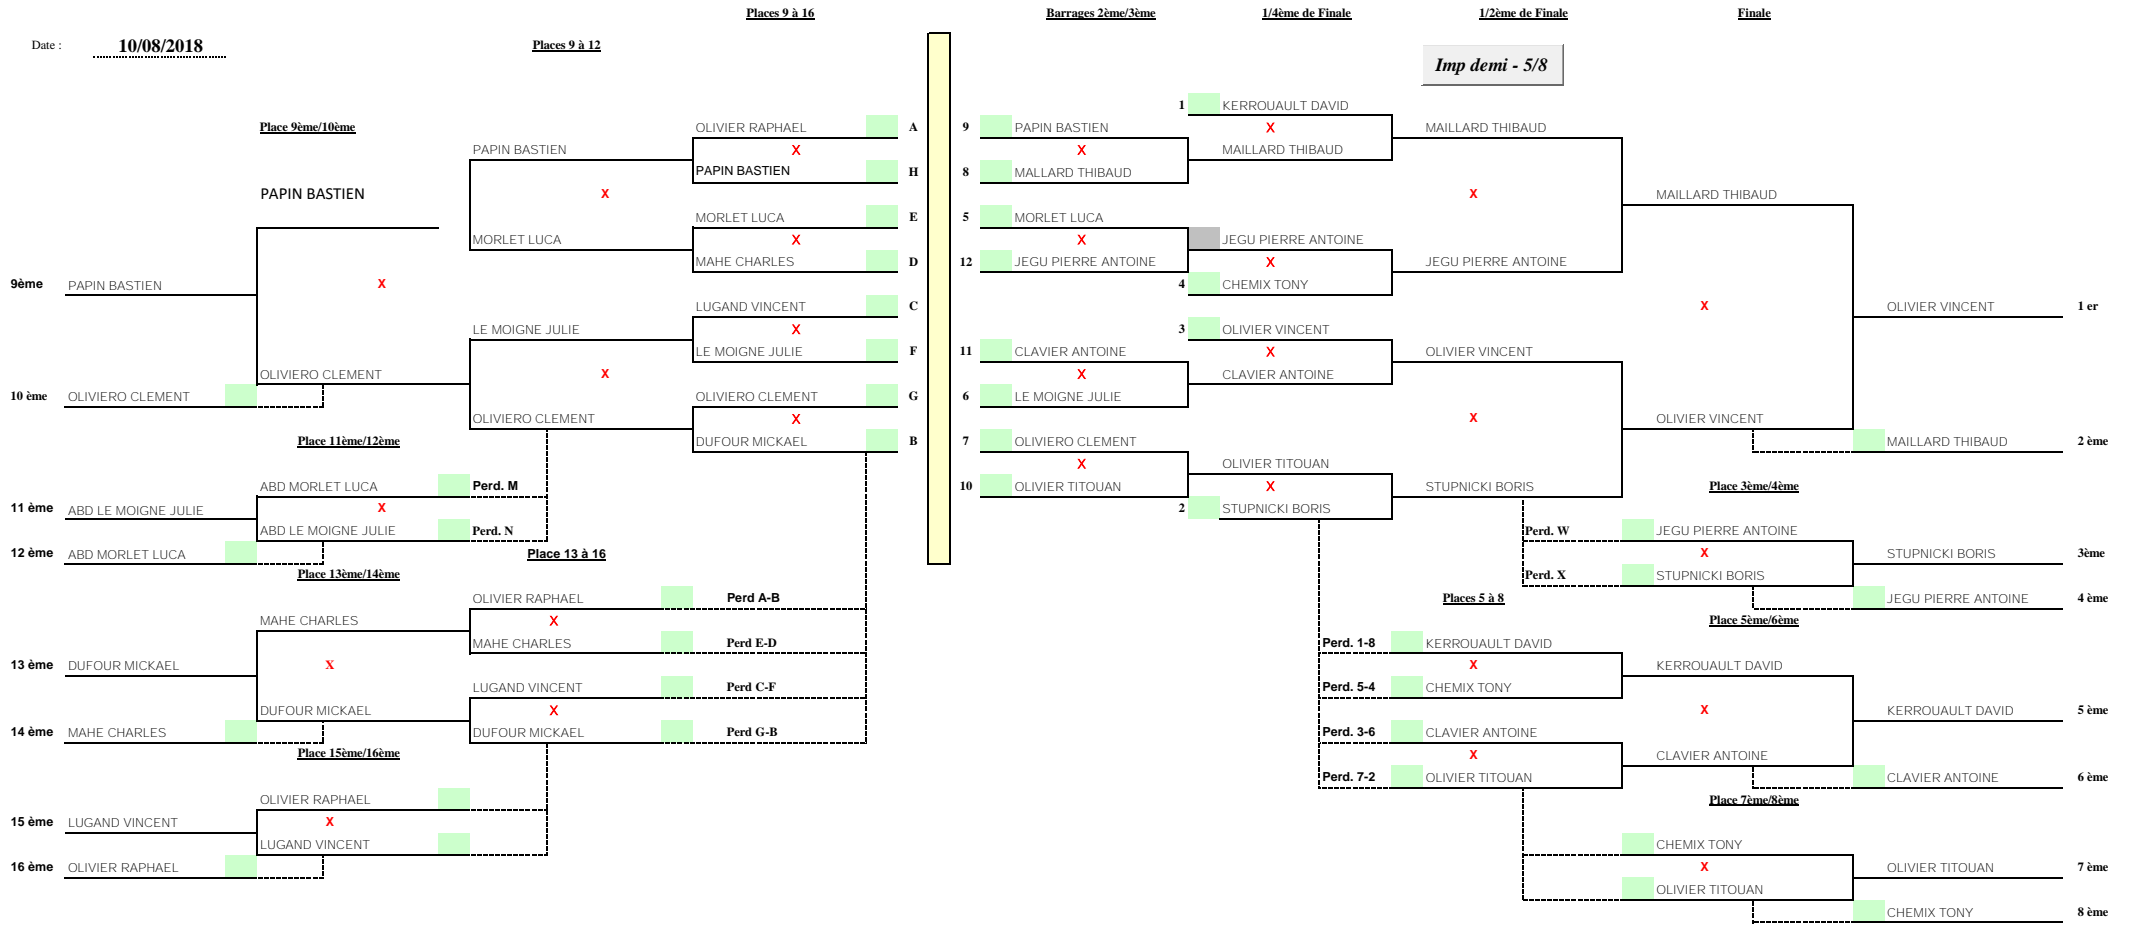 Places 9 à 16
Barrages 2ème/3ème
1/4ème de Finale
1/2ème de Finale
Finale
Date : 10/08/2018
Places 9 à 12
Imp demi - 5/8
Place 9ème/10ème
PAPIN BASTIEN
9ème PAPIN BASTIEN
X
OLIVIERO CLEMENT
10 ème OLIVIERO CLEMENT
Place 11ème/12ème
ABD MORLET LUCA Perd. M
11 ème ABD LE MOIGNE JULIE
X
ABD LE MOIGNE JULIE Perd. N
12 ème ABD MORLET LUCA
Place 13ème/14ème
MAHE CHARLES
13 ème DUFOUR MICKAEL
X
DUFOUR MICKAEL
14 ème MAHE CHARLES
Place 15ème/16ème
OLIVIER RAPHAEL
15 ème LUGAND VINCENT
X
LUGAND VINCENT
16 ème OLIVIER RAPHAEL
PAPIN BASTIEN
X
MORLET LUCA
LE MOIGNE JULIE
X
OLIVIERO CLEMENT
Place 13 à 16
OLIVIER RAPHAEL Perd A-B
X
MAHE CHARLES Perd E-D
LUGAND VINCENT Perd C-F
X
DUFOUR MICKAEL Perd G-B
OLIVIER RAPHAEL A
X
PAPIN BASTIEN H
MORLET LUCA E
X
MAHE CHARLES D
LUGAND VINCENT C
X
LE MOIGNE JULIE F
OLIVIERO CLEMENT G
X
DUFOUR MICKAEL B
9 PAPIN BASTIEN
X
8 MALLARD THIBAUD
5 MORLET LUCA
X
12 JEGU PIERRE ANTOINE
11 CLAVIER ANTOINE
X
6 LE MOIGNE JULIE
7 OLIVIERO CLEMENT
X
10 OLIVIER TITOUAN
1 KERROUAULT DAVID
X
MAILLARD THIBAUD
JEGU PIERRE ANTOINE
X
4 CHEMIX TONY
3 OLIVIER VINCENT
X
CLAVIER ANTOINE
OLIVIER TITOUAN
X
2 STUPNICKI BORIS
MAILLARD THIBAUD
X
JEGU PIERRE ANTOINE
OLIVIER VINCENT
X
STUPNICKI BORIS
Places 5 à 8
Perd. 1-8 KERROUAULT DAVID
X
Perd. 5-4 CHEMIX TONY
Perd. 3-6 CLAVIER ANTOINE
X
Perd. 7-2 OLIVIER TITOUAN
MAILLARD THIBAUD
X
OLIVIER VINCENT
OLIVIER VINCENT 1 er
MAILLARD THIBAUD 2 ème
Place 3ème/4ème
Perd. W JEGU PIERRE ANTOINE
X
STUPNICKI BORIS 3ème
Perd. X STUPNICKI BORIS
JEGU PIERRE ANTOINE 4 ème
Place 5ème/6ème
KERROUAULT DAVID
X
KERROUAULT DAVID 5 ème
CLAVIER ANTOINE
CLAVIER ANTOINE 6 ème
Place 7ème/8ème
CHEMIX TONY
X
OLIVIER TITOUAN 7 ème
OLIVIER TITOUAN
CHEMIX TONY 8 ème